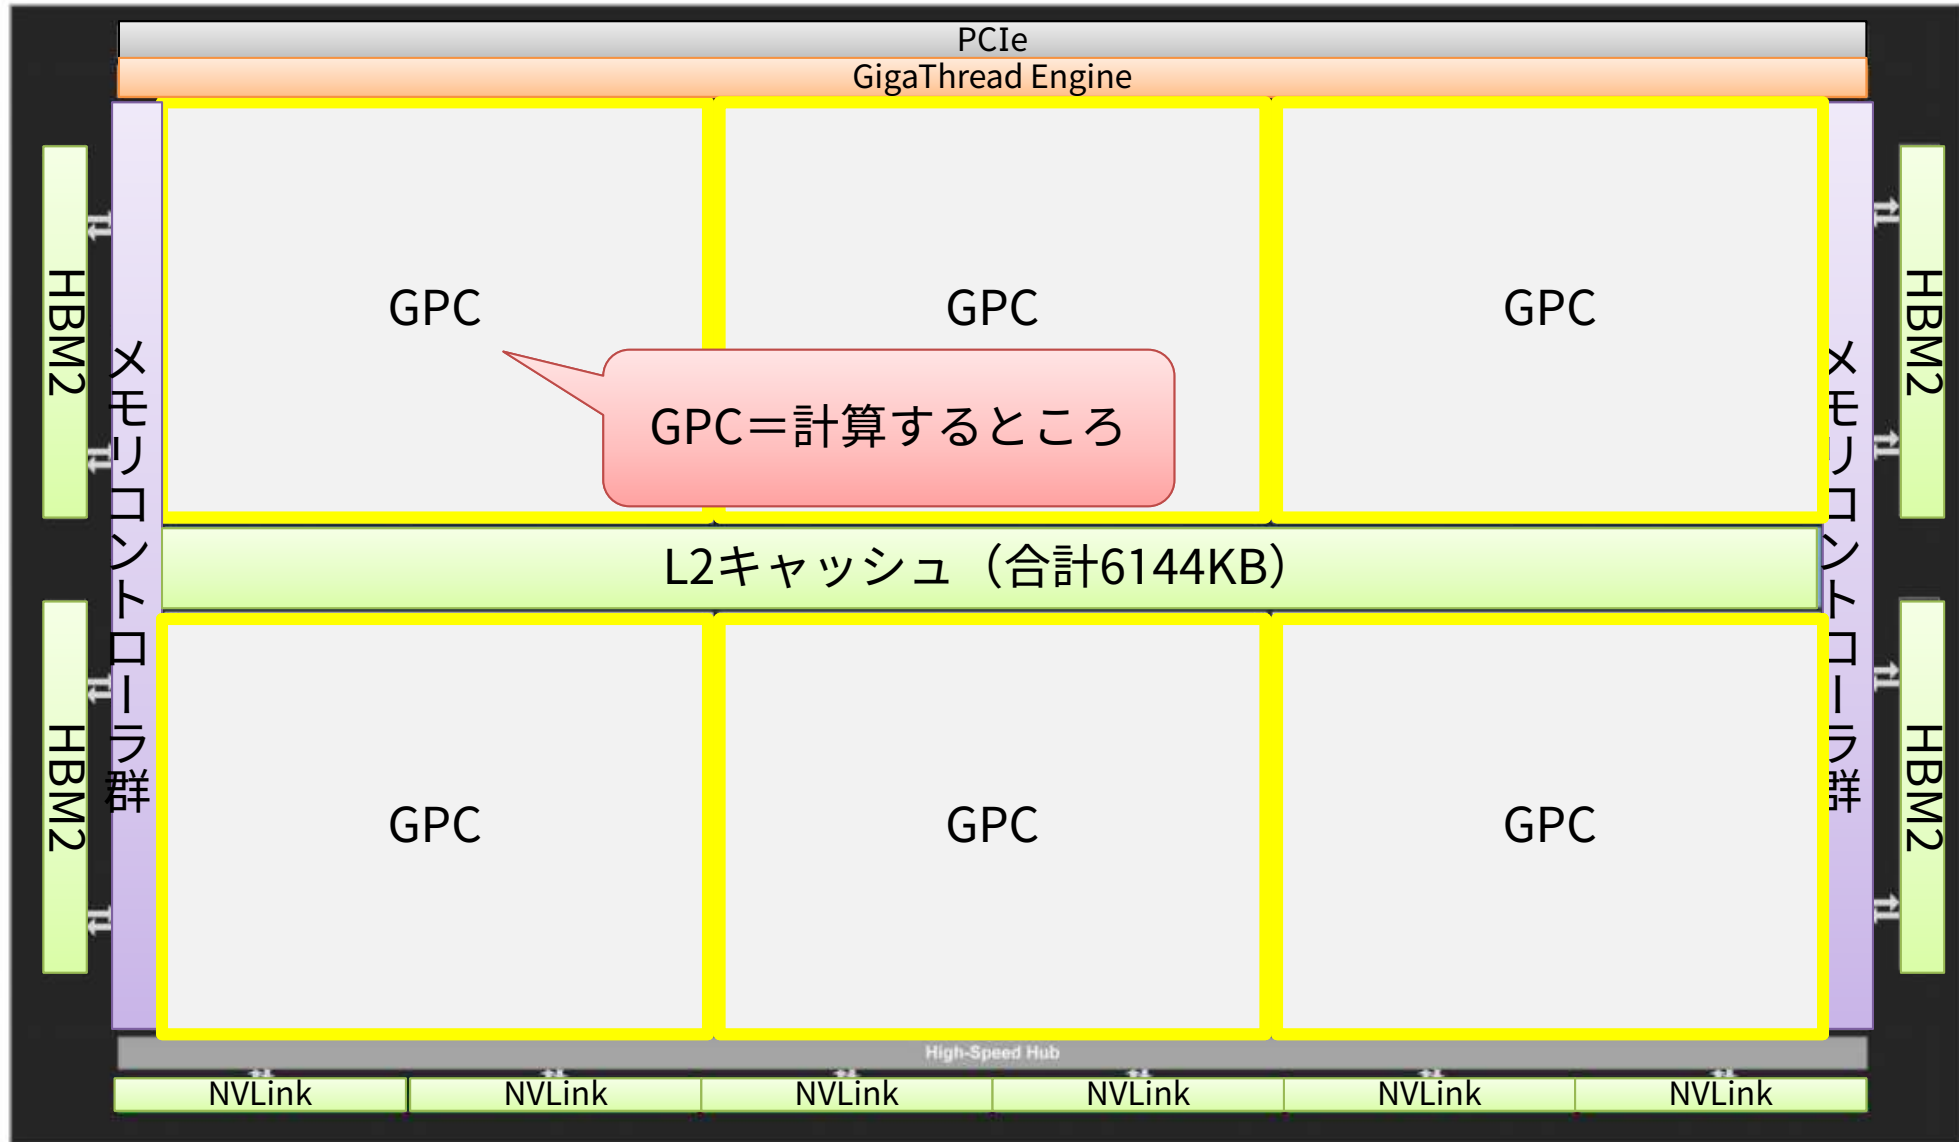 PCIe
GigaThread Engine
HBM2
メモリコントローラ群
GPC
GPC
GPC
メモリコントローラ群
HBM2
GPC＝計算するところ
L2キャッシュ（合計6144KB）
HBM2
GPC
GPC
GPC
HBM2
High-Speed Hub
NVLink
NVLink
NVLink
NVLink
NVLink
NVLink